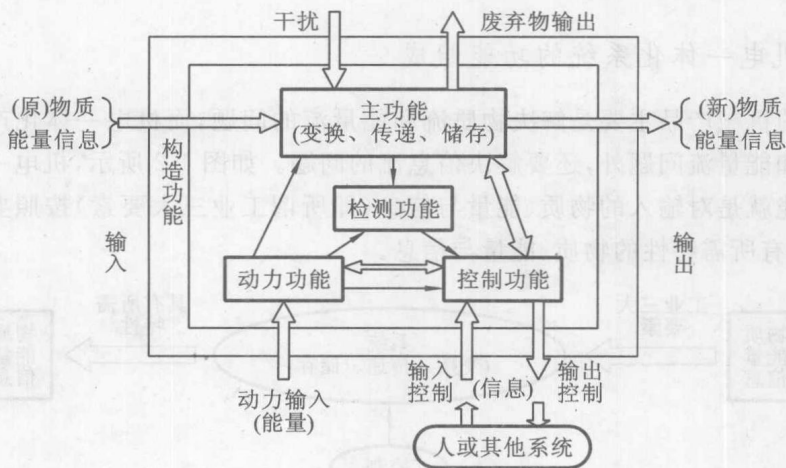 干扰
废弃物输出
(原)物质
能量信息
主功能
(变换、传递、储存)
(新)物质
能量信息
构造功能
检测功能
输入
输出
动力功能
控制功能
动力输入
(能量)
输入
控制
(信息)
输出
控制
人或其他系统